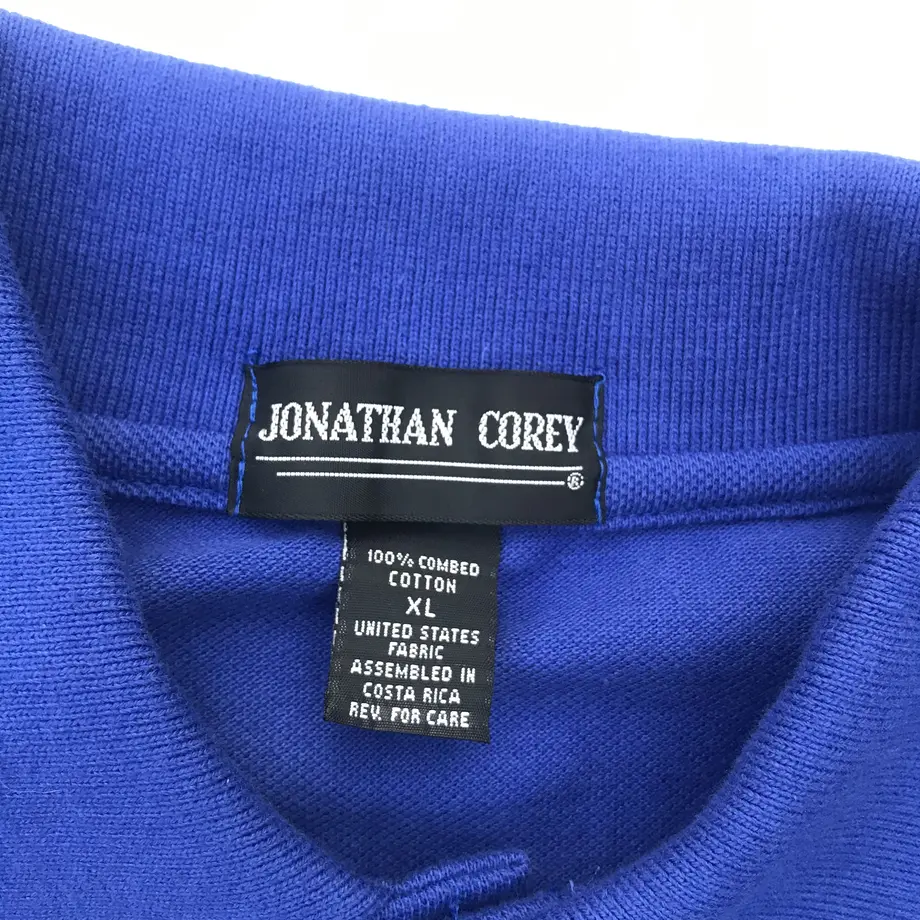 JONATHAN COREY
®
100% COMBED
COTTON
XL
UNITED STATES
FABRIC
ASSEMBLED IN
COSTA RICA
REV. FOR CARE